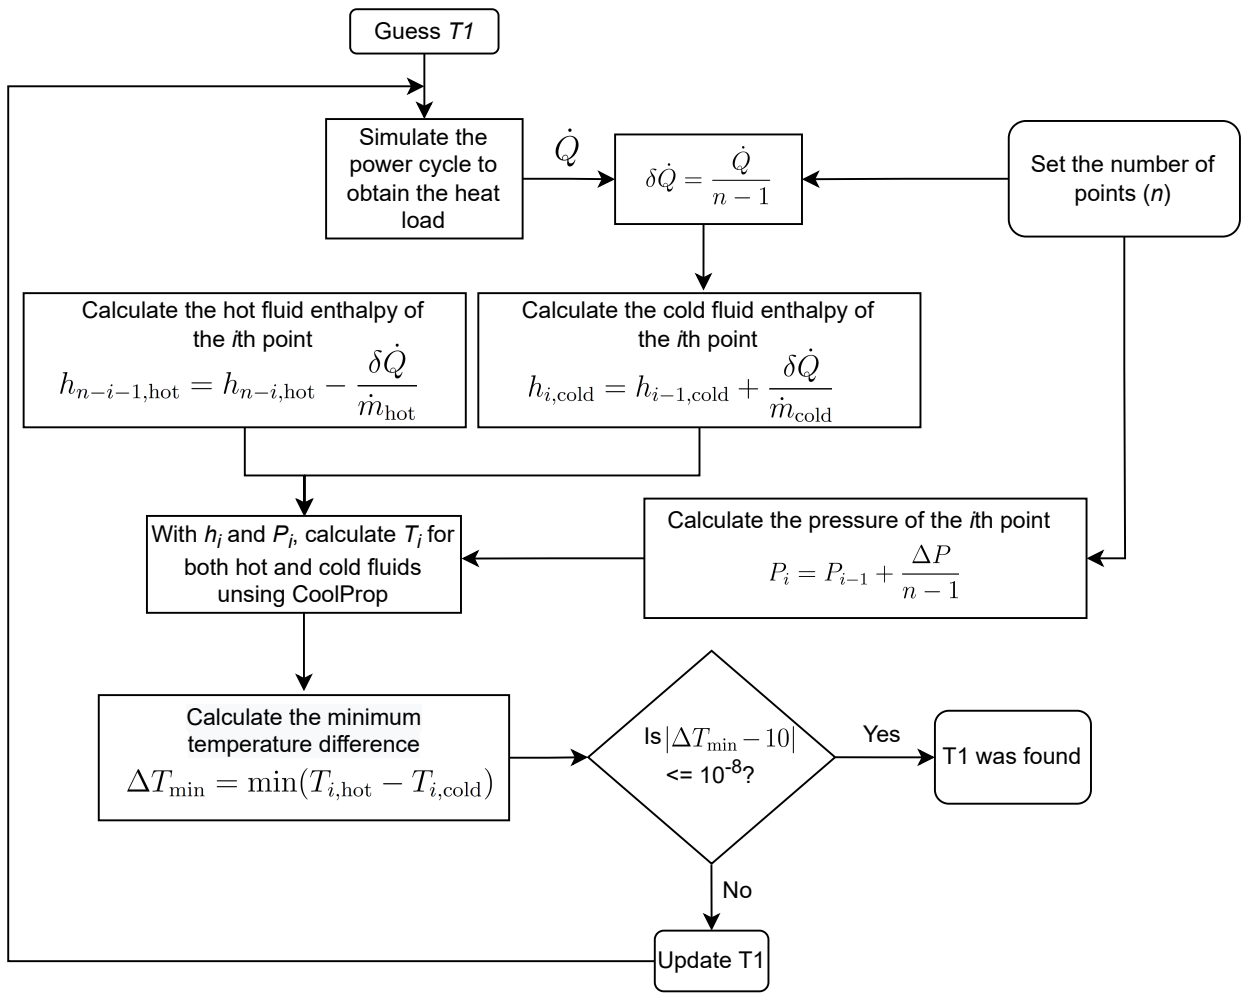 Guess T1
Simulate the
power cycle to
obtain the heat
load
Q̇
δQ̇ = Q̇ / (n − 1)
Set the number of
points (n)
Calculate the hot fluid enthalpy of
the ith point
h_{n−i−1,hot} = h_{n−i,hot} − δQ̇ / ṁ_hot
Calculate the cold fluid enthalpy of
the ith point
h_{i,cold} = h_{i−1,cold} + δQ̇ / ṁ_cold
With h_i and P_i, calculate T_i for
both hot and cold fluids
unsing CoolProp
Calculate the pressure of the ith point
P_i = P_{i−1} + ΔP / (n − 1)
Calculate the minimum
temperature difference
ΔT_min = min(T_{i,hot} − T_{i,cold})
Is |ΔT_min − 10|
<= 10^-8?
Yes
T1 was found
No
Update T1